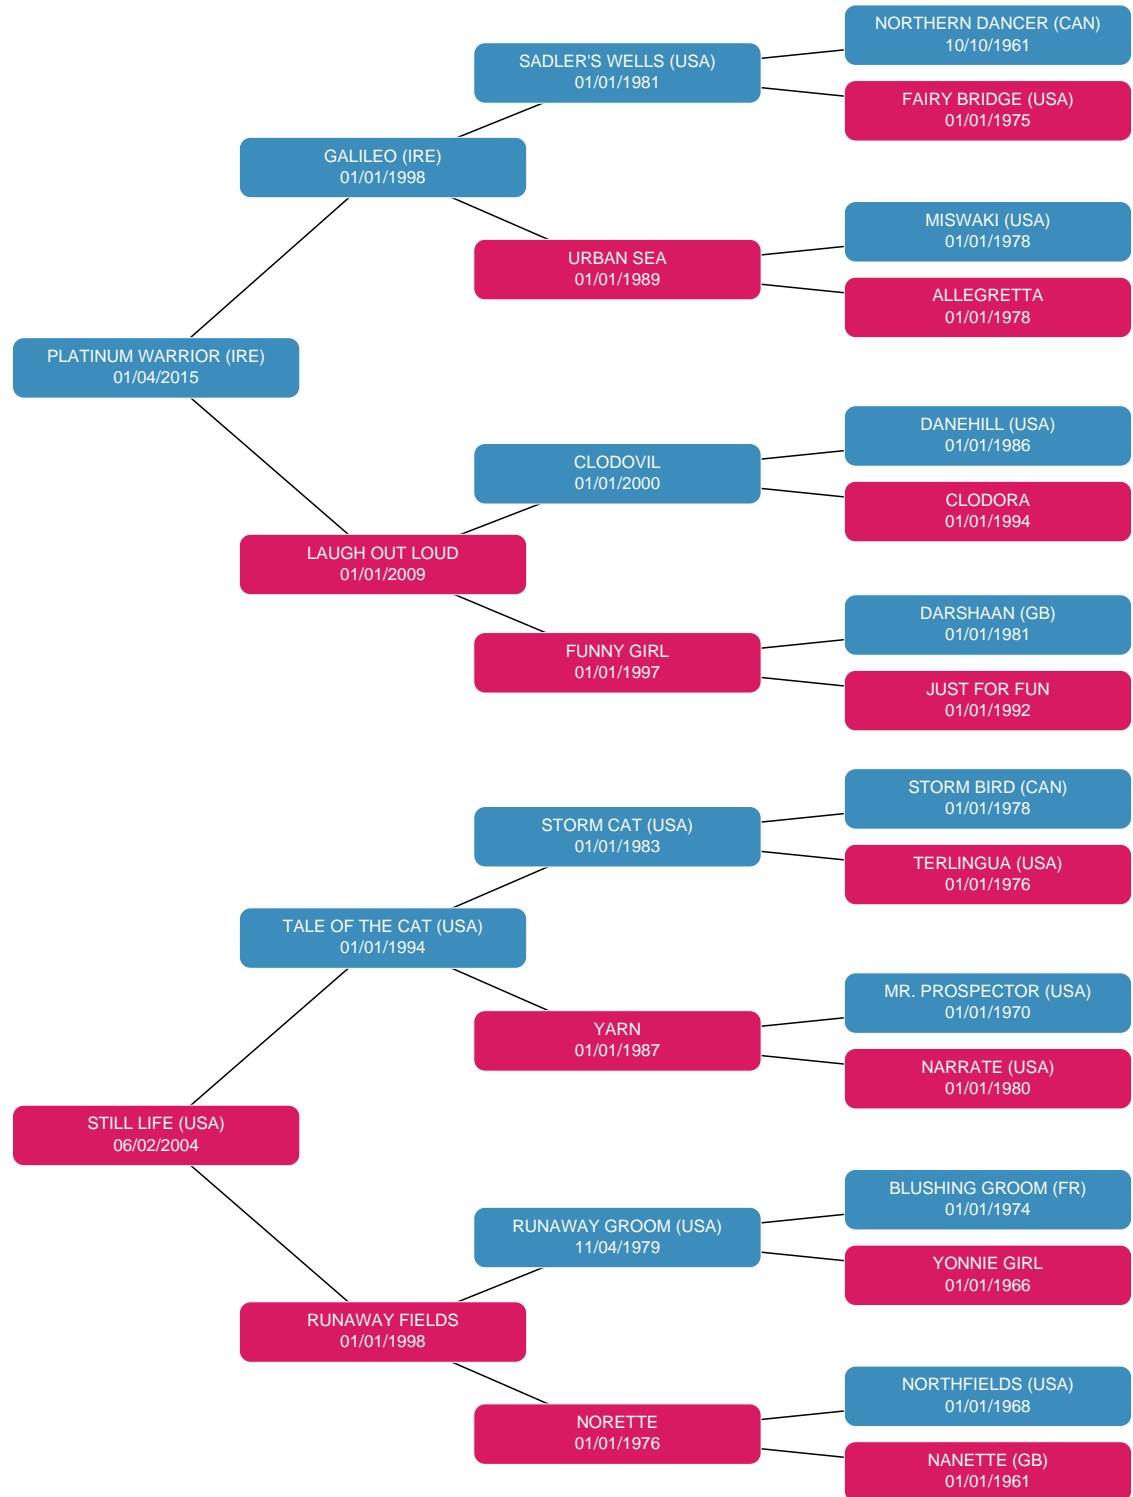 NORTHERN DANCER (CAN)
10/10/1961
SADLER'S WELLS (USA)
01/01/1981
FAIRY BRIDGE (USA)
01/01/1975
GALILEO (IRE)
01/01/1998
MISWAKI (USA)
01/01/1978
URBAN SEA
01/01/1989
ALLEGRETTA
01/01/1978
PLATINUM WARRIOR (IRE)
01/04/2015
DANEHILL (USA)
01/01/1986
CLODOVIL
01/01/2000
CLODORA
01/01/1994
LAUGH OUT LOUD
01/01/2009
DARSHAAN (GB)
01/01/1981
FUNNY GIRL
01/01/1997
JUST FOR FUN
01/01/1992
STORM BIRD (CAN)
01/01/1978
STORM CAT (USA)
01/01/1983
TERLINGUA (USA)
01/01/1976
TALE OF THE CAT (USA)
01/01/1994
MR. PROSPECTOR (USA)
01/01/1970
YARN
01/01/1987
NARRATE (USA)
01/01/1980
STILL LIFE (USA)
06/02/2004
BLUSHING GROOM (FR)
01/01/1974
RUNAWAY GROOM (USA)
11/04/1979
YONNIE GIRL
01/01/1966
RUNAWAY FIELDS
01/01/1998
NORTHFIELDS (USA)
01/01/1968
NORETTE
01/01/1976
NANETTE (GB)
01/01/1961